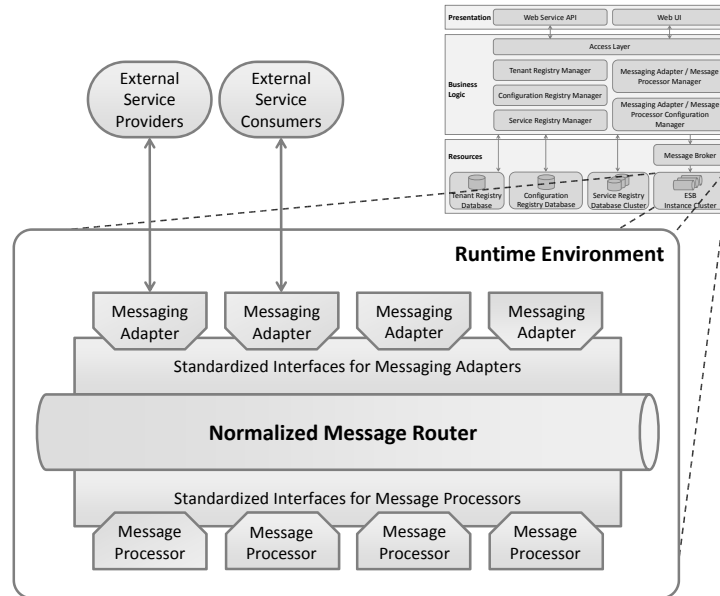 Presentation
Web Service API
Web UI
Access Layer
Business
Logic
Tenant Registry Manager
Configuration Registry Manager
Service Registry Manager
Messaging Adapter / Message
Processor Manager
Messaging Adapter / Message
Processor Configuration
Manager
Resources
Message Broker
Tenant Registry
Database
Configuration
Registry Database
Service Registry
Database Cluster
ESB
Instance Cluster
External
Service
Providers
External
Service
Consumers
Runtime Environment
Messaging
Adapter
Messaging
Adapter
Messaging
Adapter
Messaging
Adapter
Standardized Interfaces for Messaging Adapters
Normalized Message Router
Standardized Interfaces for Message Processors
Message
Processor
Message
Processor
Message
Processor
Message
Processor